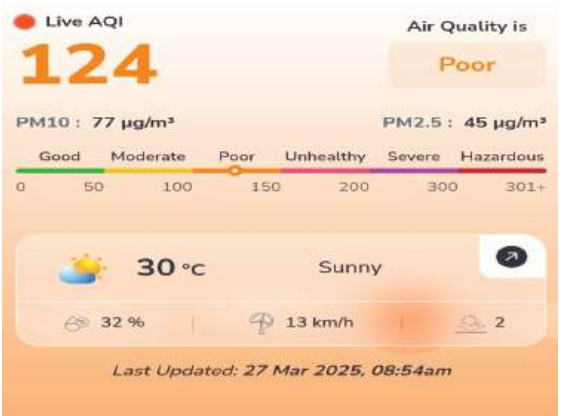 Live AQI
Air Quality is
124
Poor
PM10 : 77 µg/m³
PM2.5 : 45 µg/m³
Good Moderate Poor Unhealthy Severe Hazardous
0 50 100 150 200 300 301+
30 °C Sunny
32 % 13 km/h 2
Last Updated: 27 Mar 2025, 08:54am